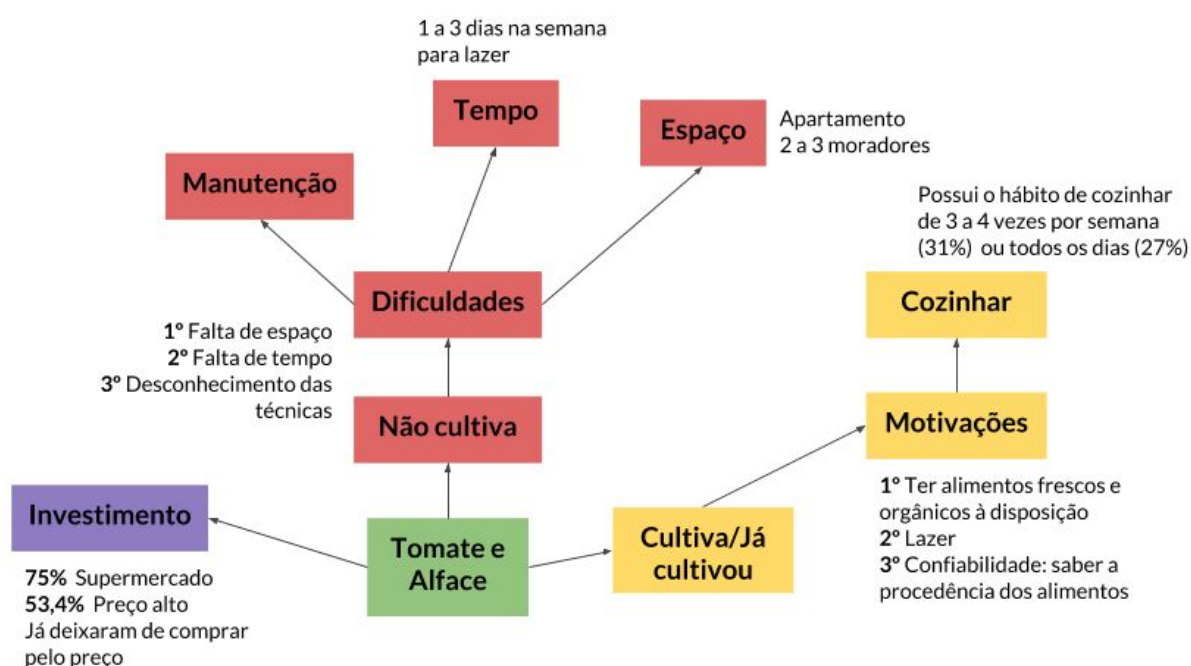 1 a 3 dias na semana
para lazer
Tempo
Espaço
Apartamento
2 a 3 moradores
Manutenção
Possui o hábito de cozinhar
de 3 a 4 vezes por semana
(31%) ou todos os dias (27%)
Dificuldades
Cozinhar
1º Falta de espaço
2º Falta de tempo
3º Desconhecimento das
técnicas
Não cultiva
Motivações
1º Ter alimentos frescos e
orgânicos à disposição
2º Lazer
3º Confiabilidade: saber a
procedência dos alimentos
Investimento
75% Supermercado
53,4% Preço alto
Já deixaram de comprar
pelo preço
Tomate e
Alface
Cultiva/Já
cultivou